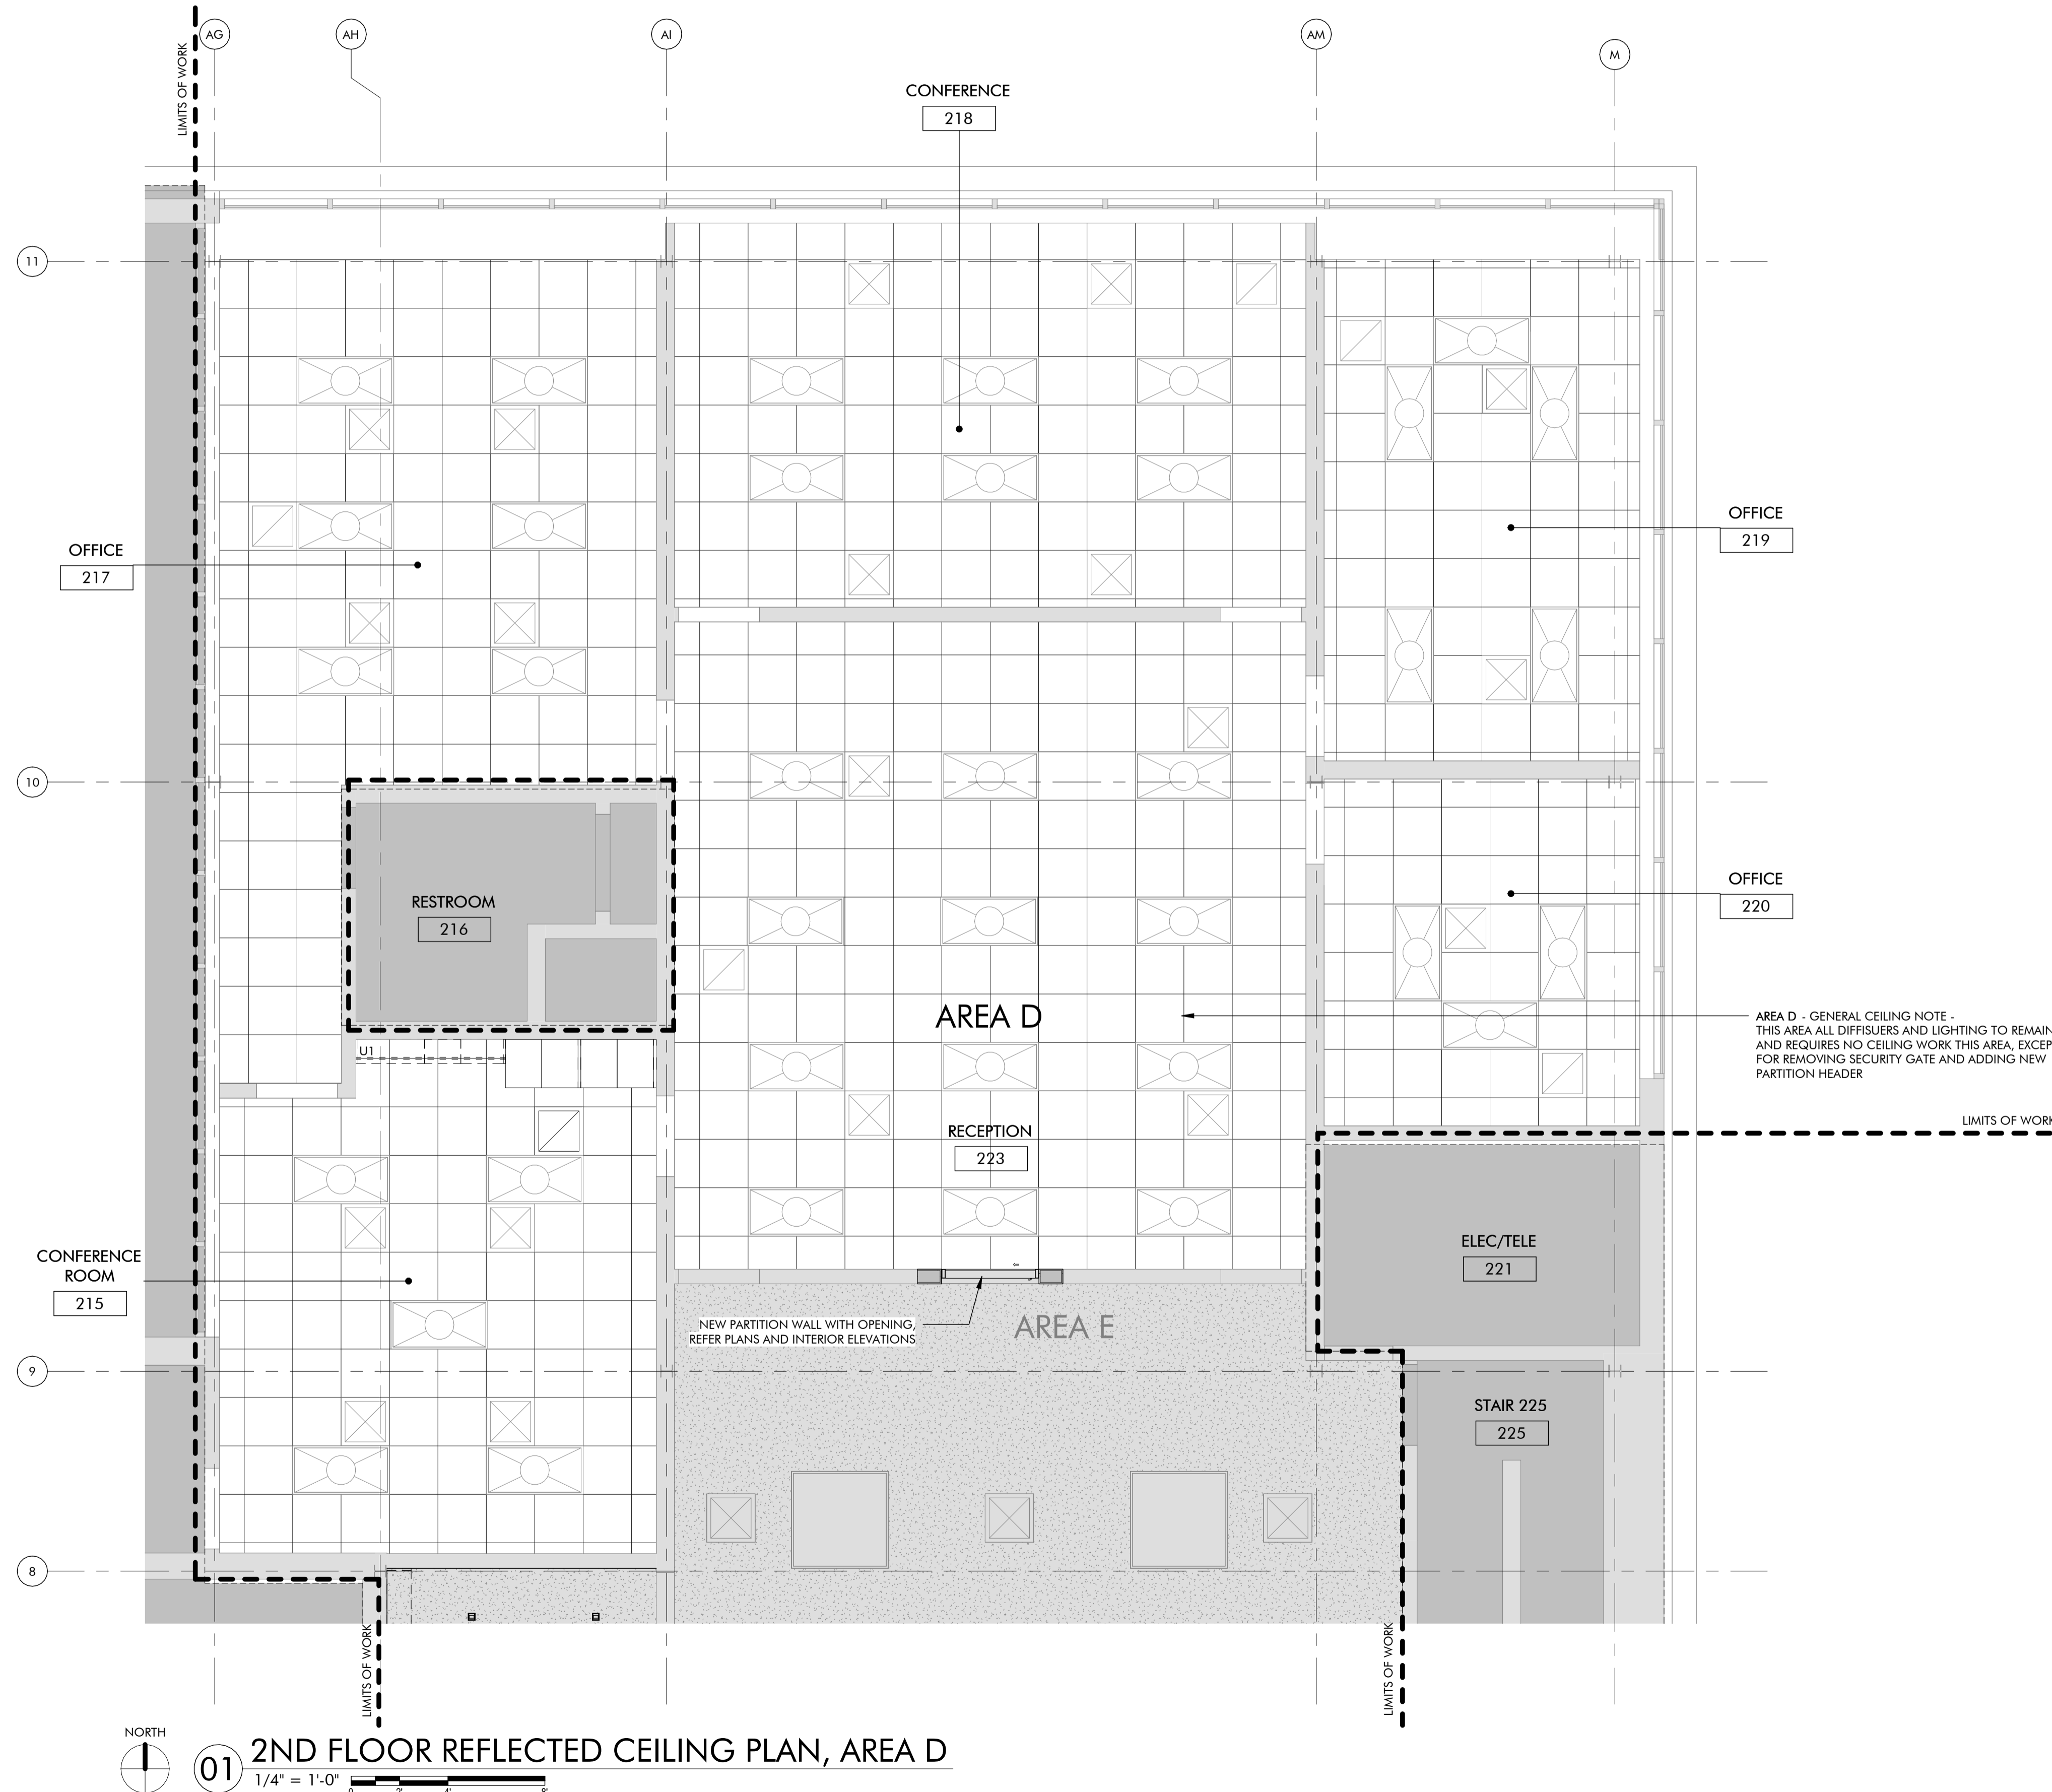 AG
AH
AI
AM
M
LIMITS OF WORK
CONFERENCE
218
11
OFFICE
217
OFFICE
219
10
RESTROOM
216
OFFICE
220
AREA D
AREA D - GENERAL CEILING NOTE -
THIS AREA ALL DIFFISUERS AND LIGHTING TO REMAIN
AND REQUIRES NO CEILING WORK THIS AREA, EXCEP
FOR REMOVING SECURITY GATE AND ADDING NEW
PARTITION HEADER
U1
LIMITS OF WORK
RECEPTION
223
CONFERENCE
ROOM
215
ELEC/TELE
221
NEW PARTITION WALL WITH OPENING,
REFER PLANS AND INTERIOR ELEVATIONS
AREA E
9
STAIR 225
225
8
LIMITS OF WORK
LIMITS OF WORK
NORTH
01
2ND FLOOR REFLECTED CEILING PLAN, AREA D
1/4" = 1'-0"
0 2' 4' 8'